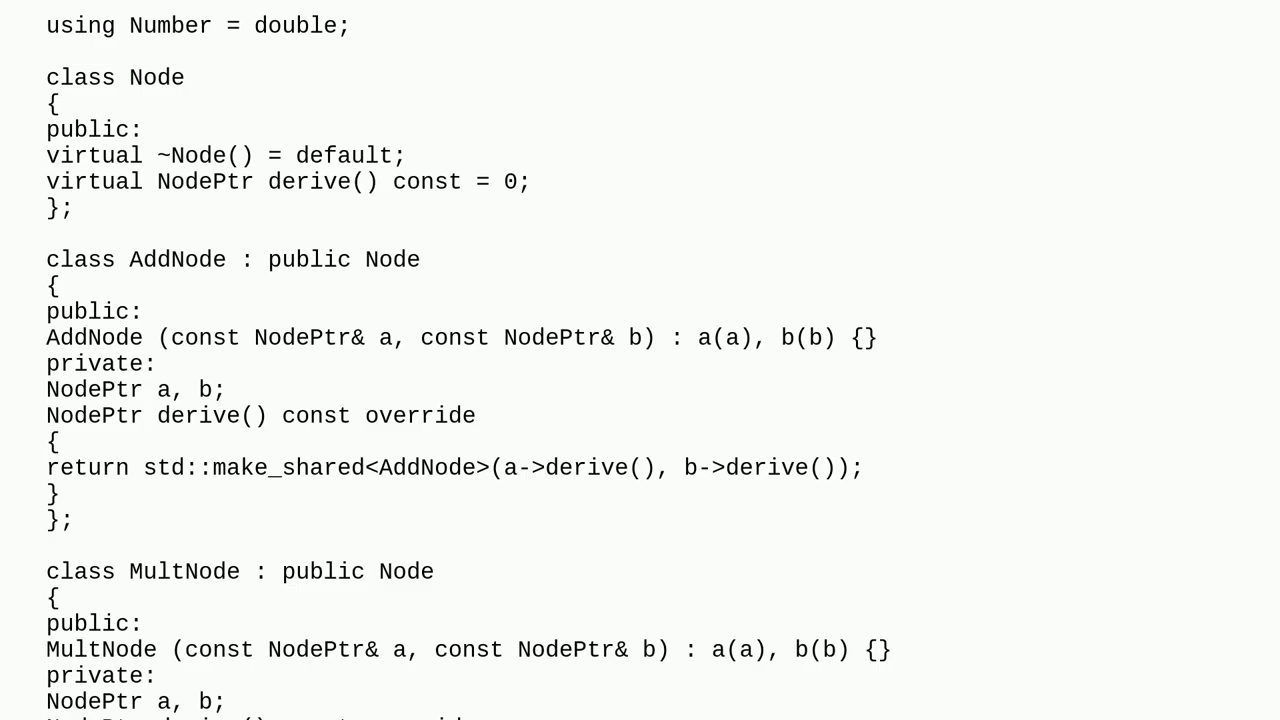 using Number = double;
class Node
{
public:
virtual ~Node() = default;
virtual NodePtr derive() const = 0;
};
class AddNode : public Node
{
public:
AddNode (const NodePtr& a, const NodePtr& b) : a(a), b(b) {}
private:
NodePtr a, b;
NodePtr derive() const override
{
return std::make_shared<AddNode>(a->derive(), b->derive());
}
};
class MultNode : public Node
{
public:
MultNode (const NodePtr& a, const NodePtr& b) : a(a), b(b) {}
private:
NodePtr a, b;